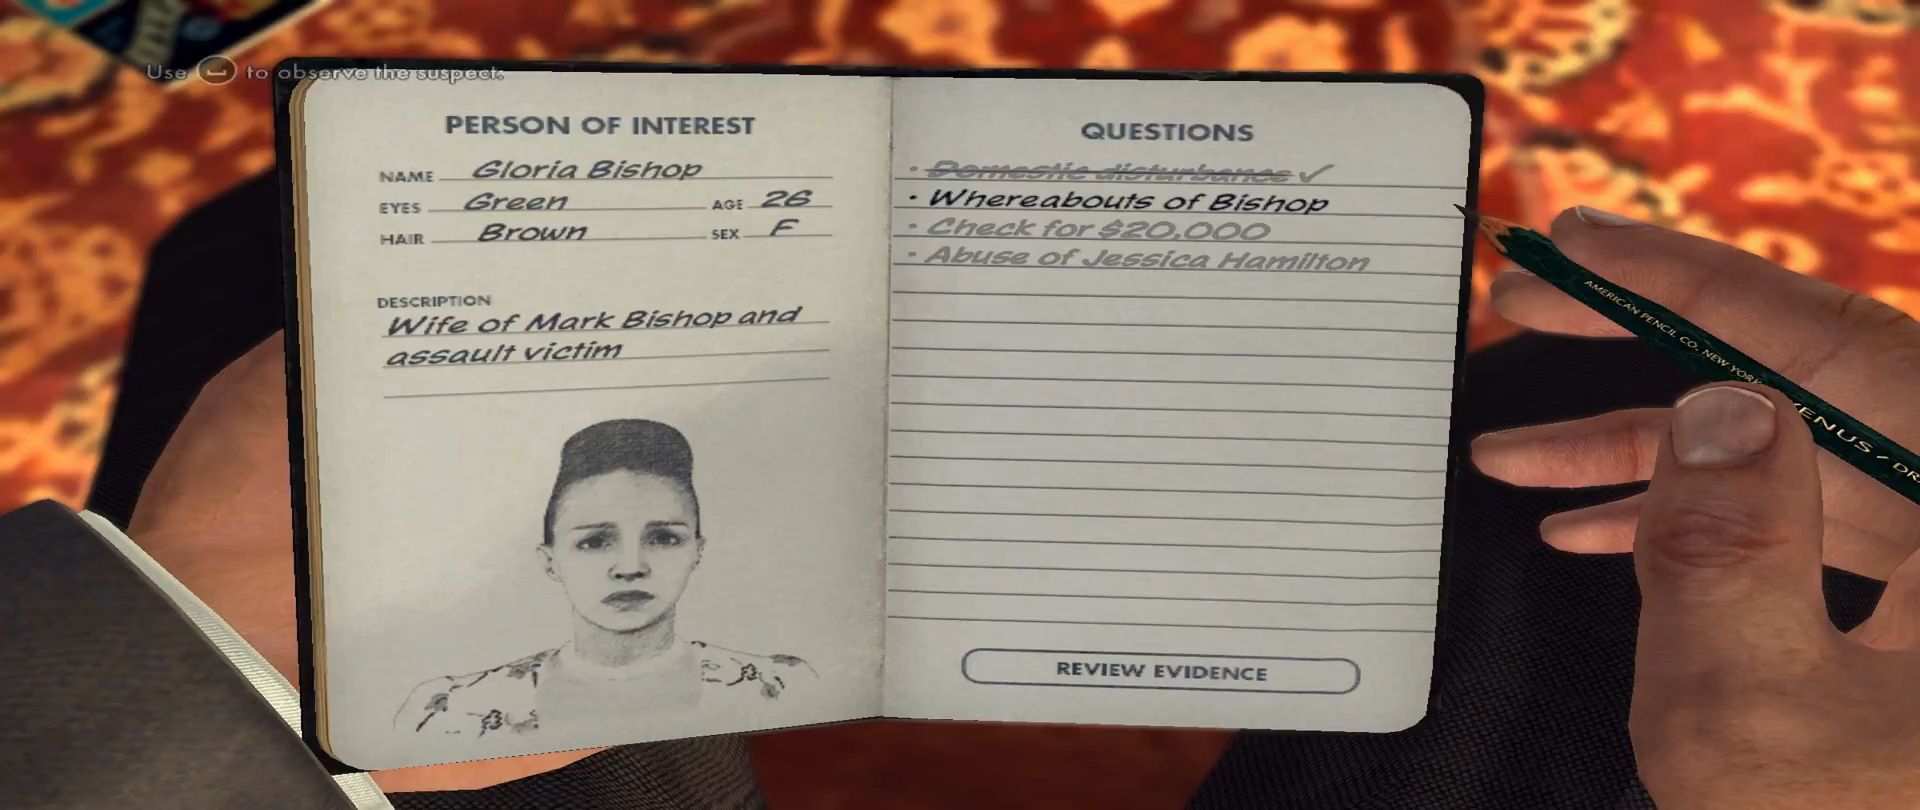 Use to observe the suspect.
PERSON OF INTEREST
NAME Gloria Bishop
EYES Green AGE 26
HAIR Brown SEX F
DESCRIPTION
Wife of Mark Bishop and
assault victim
QUESTIONS
· Domestic disturbance ✓
· Whereabouts of Bishop
· Check for $20,000
· Abuse of Jessica Hamilton
REVIEW EVIDENCE
AMERICAN PENCIL CO. NEW YORK
VENUS / DR